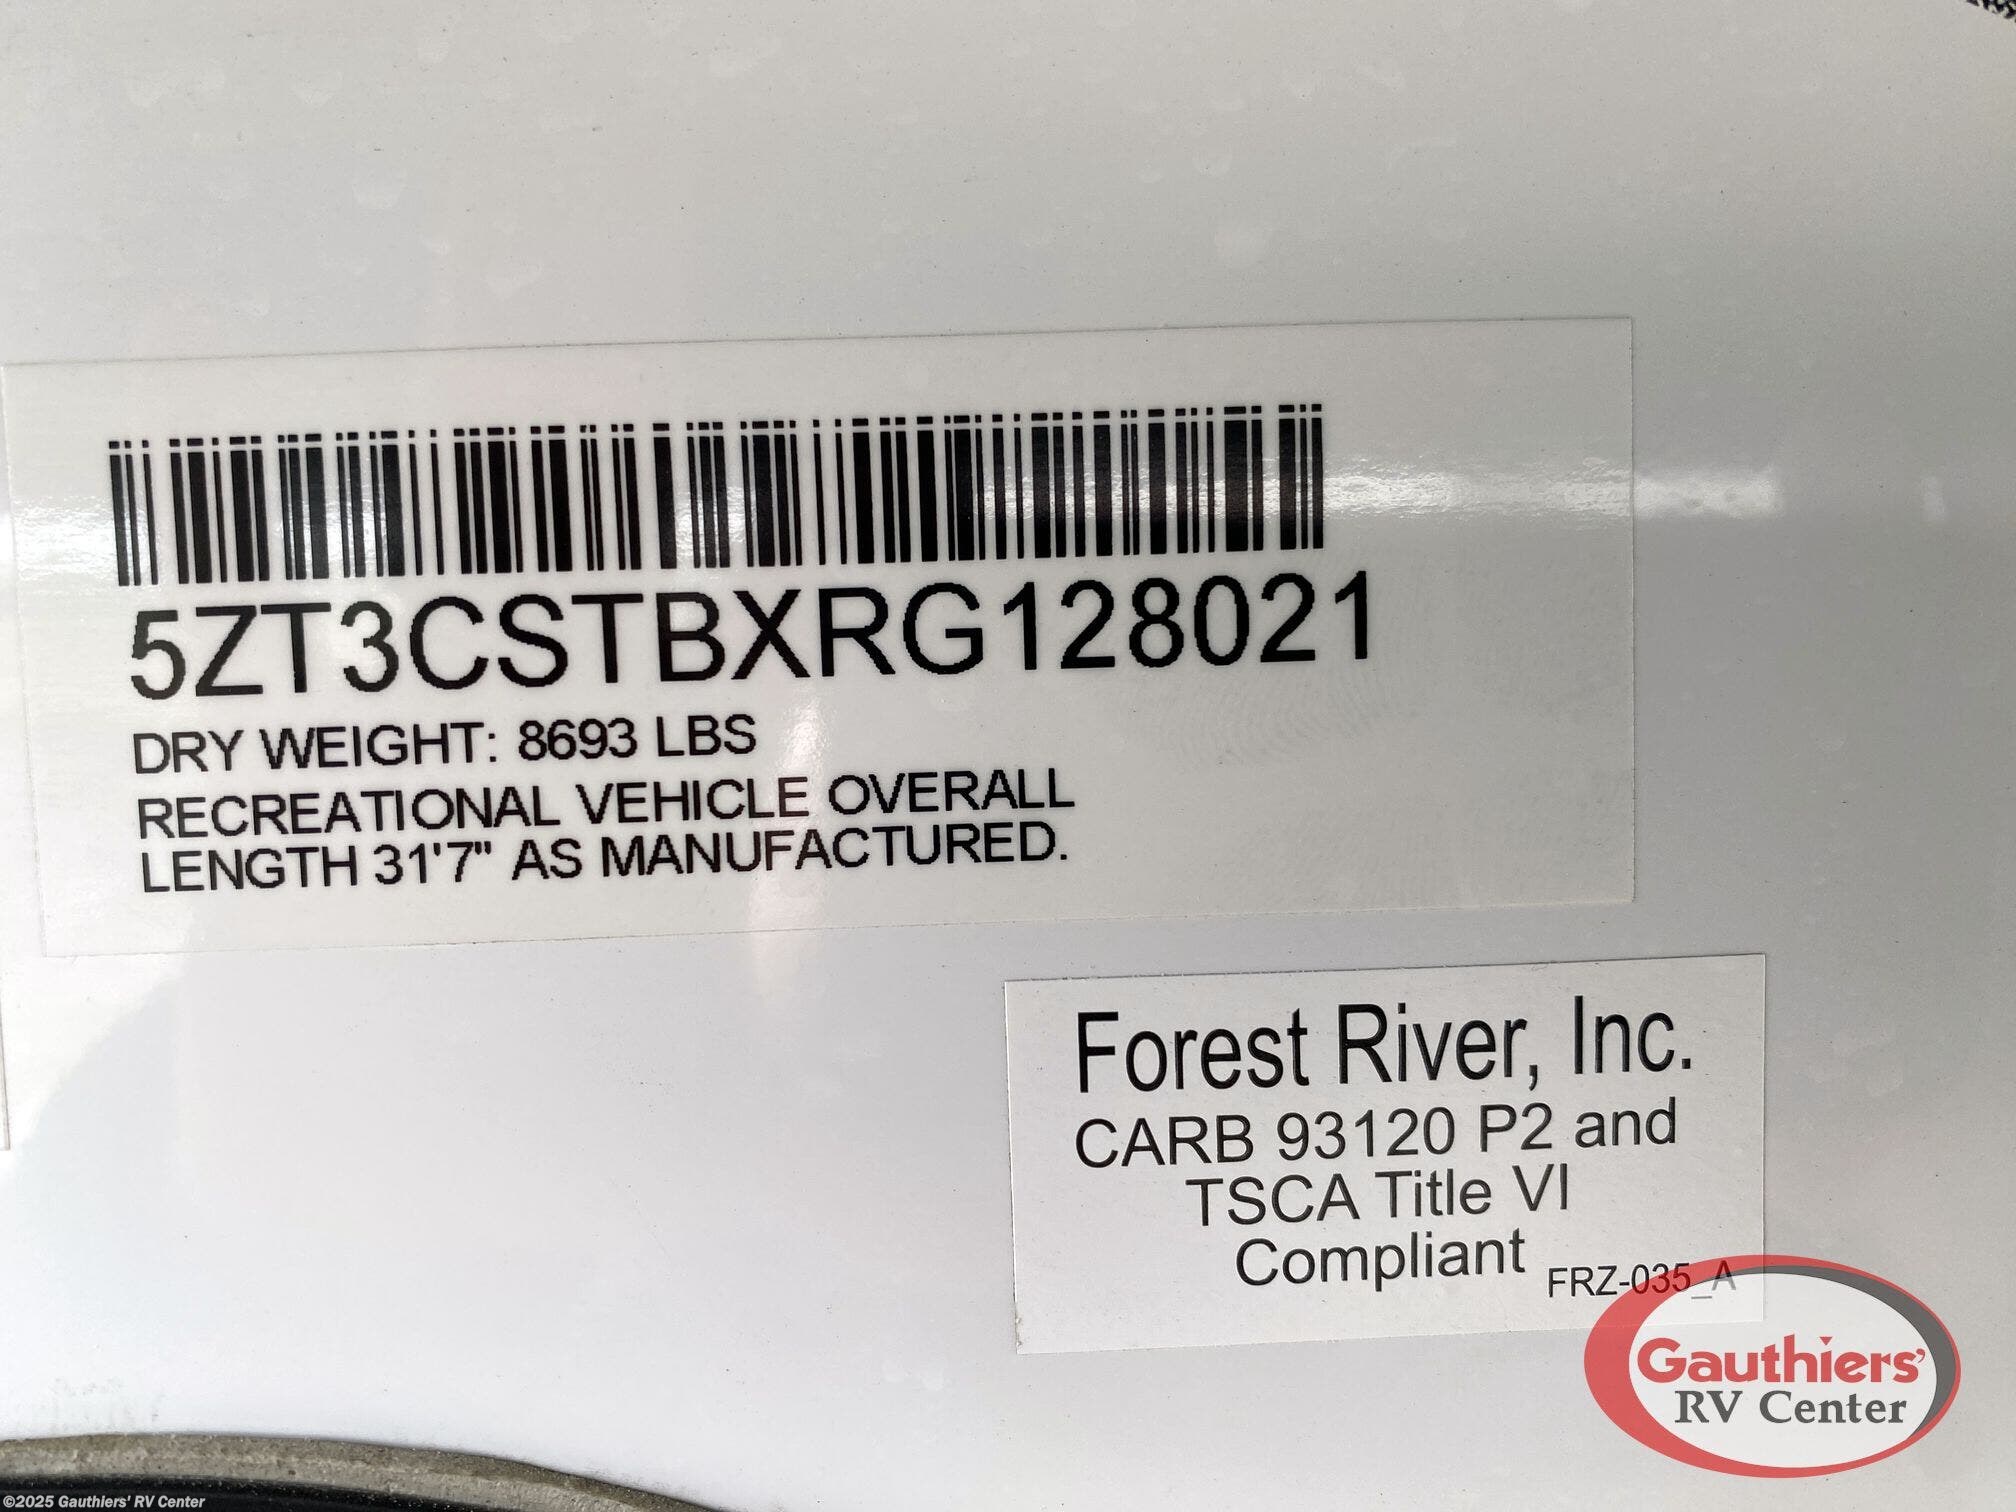 5ZT3CSTBXRG128021
DRY WEIGHT: 8693 LBS
RECREATIONAL VEHICLE OVERALL
LENGTH 31'7" AS MANUFACTURED.
Forest River, Inc.
CARB 93120 P2 and
TSCA Title VI
Compliant
FRZ-035_A
Gauthiers'
RV Center
©2025 Gauthiers' RV Center